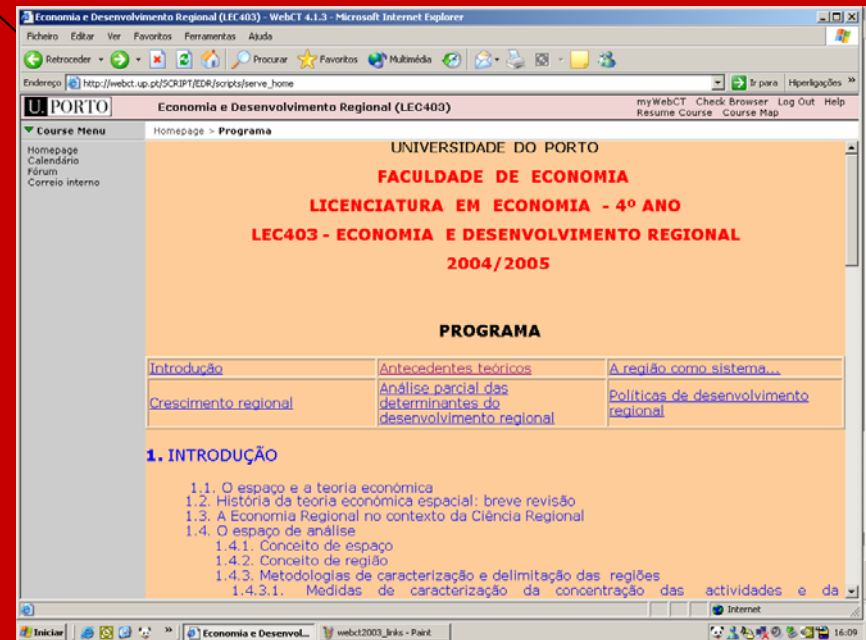 Economia e Desenvolvimento Regional (LEC403) - WebCT 4.1.3 - Microsoft Internet Explorer
Ficheiro Editar Ver Favoritos Ferramentas Ajuda
Retroceder Procurar Favoritos Multimédia
Endereço http://webct.up.pt/SCRIPT/EDR/scripts/serve_home Ir para Hiperligações »
U. PORTO Economia e Desenvolvimento Regional (LEC403) myWebCT Check Browser Log Out Help
Resume Course Course Map
Course Menu Homepage > Programa
Homepage
Calendário
Fórum
Correio interno
UNIVERSIDADE DO PORTO
FACULDADE DE ECONOMIA
LICENCIATURA EM ECONOMIA - 4º ANO
LEC403 - ECONOMIA E DESENVOLVIMENTO REGIONAL
2004/2005
PROGRAMA
Introdução Antecedentes teóricos A região como sistema...
Crescimento regional Análise parcial das determinantes do desenvolvimento regional Políticas de desenvolvimento regional
1. INTRODUÇÃO
1.1. O espaço e a teoria económica
1.2. História da teoria económica espacial: breve revisão
1.3. A Economia Regional no contexto da Ciência Regional
1.4. O espaço de análise
1.4.1. Conceito de espaço
1.4.2. Conceito de região
1.4.3. Metodologias de caracterização e delimitação das regiões
1.4.3.1. Medidas de caracterização da concentração das actividades e da
Internet
Iniciar » Economia e Desenvol... webct2003_links - Paint 16:09